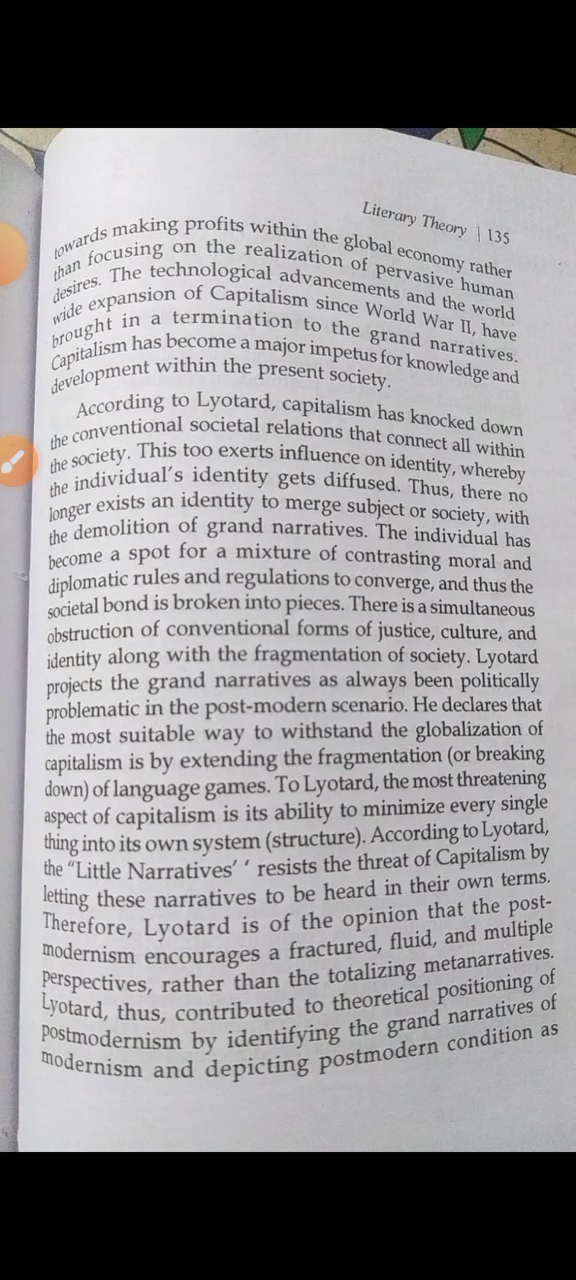 Literary Theory | 135
towards making profits within the global economy rather
than focusing on the realization of pervasive human
desires. The technological advancements and the world
wide expansion of Capitalism since World War II, have
brought in a termination to the grand narratives.
Capitalism has become a major impetus for knowledge and
development within the present society.
According to Lyotard, capitalism has knocked down
the conventional societal relations that connect all within
the society. This too exerts influence on identity, whereby
the individual's identity gets diffused. Thus, there no
longer exists an identity to merge subject or society, with
the demolition of grand narratives. The individual has
become a spot for a mixture of contrasting moral and
diplomatic rules and regulations to converge, and thus the
societal bond is broken into pieces. There is a simultaneous
obstruction of conventional forms of justice, culture, and
identity along with the fragmentation of society. Lyotard
projects the grand narratives as always been politically
problematic in the post-modern scenario. He declares that
the most suitable way to withstand the globalization of
capitalism is by extending the fragmentation (or breaking
down) of language games. To Lyotard, the most threatening
aspect of capitalism is its ability to minimize every single
thing into its own system (structure). According to Lyotard,
the "Little Narratives' ' resists the threat of Capitalism by
letting these narratives to be heard in their own terms.
Therefore, Lyotard is of the opinion that the post-
modernism encourages a fractured, fluid, and multiple
perspectives, rather than the totalizing metanarratives.
Lyotard, thus, contributed to theoretical positioning of
postmodernism by identifying the grand narratives of
modernism and depicting postmodern condition as